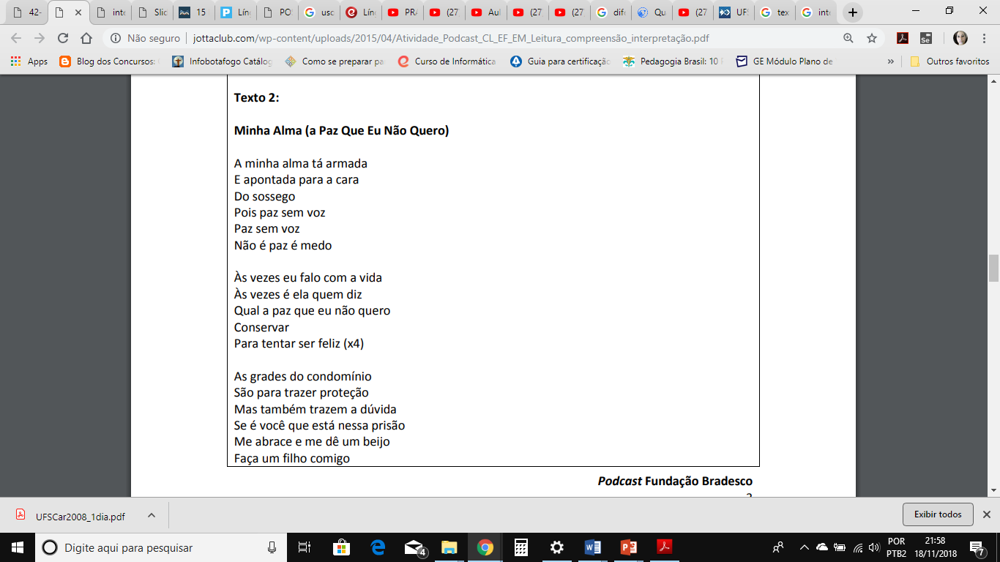 42-
inte
Slic
15
Líng
PO
usc
Líng
PRA
(27
Aul
(27
(27
dife
Qu
(27
UFS
tex
inte
Não seguro | jottaclub.com/wp-content/uploads/2015/04/Atividade_Podcast_CL_EF_EM_Leitura_compreensão_interpretação.pdf
Apps Blog dos Concursos: Infobotafogo Catálog Como se preparar pa Curso de Informática Guia para certificaçã Pedagogia Brasil: 10 GE Módulo Plano de » Outros favoritos
Texto 2:
Minha Alma (a Paz Que Eu Não Quero)
A minha alma tá armada
E apontada para a cara
Do sossego
Pois paz sem voz
Paz sem voz
Não é paz é medo
Às vezes eu falo com a vida
Às vezes é ela quem diz
Qual a paz que eu não quero
Conservar
Para tentar ser feliz (x4)
As grades do condomínio
São para trazer proteção
Mas também trazem a dúvida
Se é você que está nessa prisão
Me abrace e me dê um beijo
Faça um filho comigo
Podcast Fundação Bradesco
UFSCar2008_1dia.pdf
Exibir todos
Digite aqui para pesquisar
4
POR
PTB2
21:58
18/11/2018
7